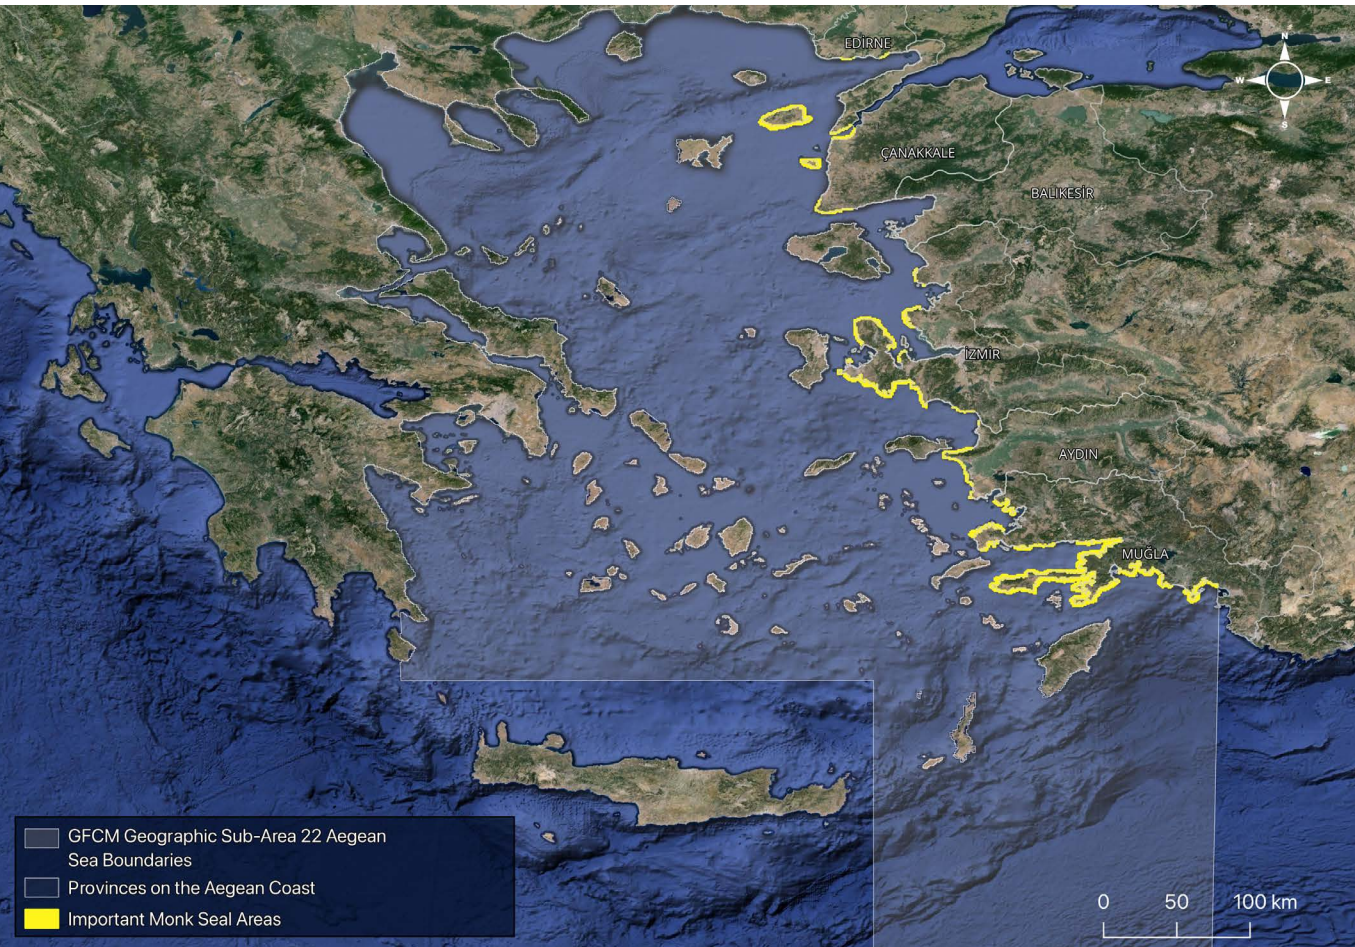 EDİRNE
N
W
E
S
ÇANAKKALE
BALIKESİR
İZMİR
AYDIN
MUĞLA
GFCM Geographic Sub-Area 22 Aegean
Sea Boundaries
Provinces on the Aegean Coast
Important Monk Seal Areas
0 50 100 km